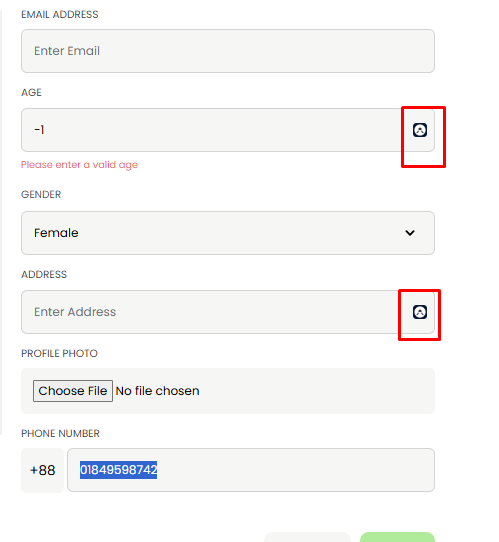 EMAIL ADDRESS
Enter Email
AGE
-1
Please enter a valid age
GENDER
Female
ADDRESS
Enter Address
PROFILE PHOTO
Choose File No file chosen
PHONE NUMBER
+88 01849598742